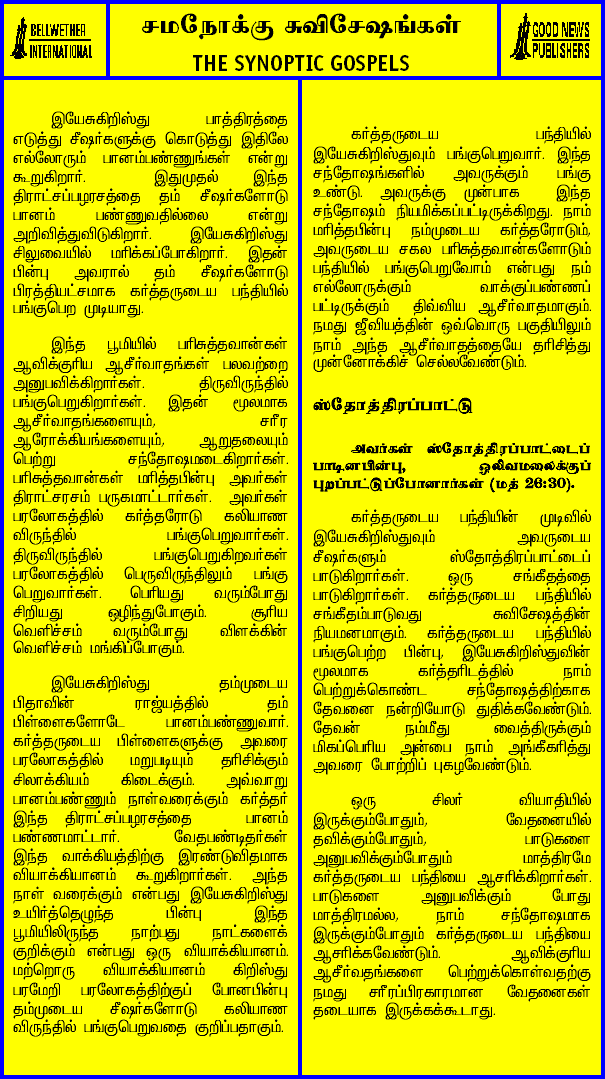 BELLWETHER
INTERNATIONAL
சமநோக்கு சுவிசேஷங்கள்
THE SYNOPTIC GOSPELS
GOOD NEWS
PUBLISHERS
இயேசுகிறிஸ்து பாத்திரத்தை
எடுத்து சீஷர்களுக்கு கொடுத்து இதிலே
எல்லோரும் பானம்பண்ணுங்கள் என்று
கூறுகிறார். இதுமுதல் இந்த
திராட்சப்பழரசத்தை தம் சீஷர்களோடு
பானம் பண்ணுவதில்லை என்று
அறிவித்துவிடுகிறார். இயேசுகிறிஸ்து
சிலுவையில் மரிக்கப்போகிறார். இதன்
பின்பு அவரால் தம் சீஷர்களோடு
பிரத்தியட்சமாக கர்த்தருடைய பந்தியில்
பங்குபெற முடியாது.
இந்த பூமியில் பரிசுத்தவான்கள்
ஆவிக்குரிய ஆசீர்வாதங்கள் பலவற்றை
அனுபவிக்கிறார்கள். திருவிருந்தில்
பங்குபெறுகிறார்கள். இதன் மூலமாக
ஆசீர்வாதங்களையும், சரீர
ஆரோக்கியங்களையும், ஆறுதலையும்
பெற்று சந்தோஷமடைகிறார்கள்.
பரிசுத்தவான்கள் மரித்தபின்பு அவர்கள்
திராட்சரசம் பருகமாட்டார்கள். அவர்கள்
பரலோகத்தில் கர்த்தரோடு கலியாண
விருந்தில் பங்குபெறுவார்கள்.
திருவிருந்தில் பங்குபெறுகிறவர்கள்
பரலோகத்தில் பெருவிருந்திலும் பங்கு
பெறுவார்கள். பெரியது வரும்போது
சிறியது ஒழிந்துபோகும். சூரிய
வெளிச்சம் வரும்போது விளக்கின்
வெளிச்சம் மங்கிப்போகும்.
இயேசுகிறிஸ்து தம்முடைய
பிதாவின் ராஜ்யத்தில் தம்
பிள்ளைகளோடே பானம்பண்ணுவார்.
கர்த்தருடைய பிள்ளைகளுக்கு அவரை
பரலோகத்தில் மறுபடியும் தரிசிக்கும்
சிலாக்கியம் கிடைக்கும். அவ்வாறு
பானம்பண்ணும் நாள்வரைக்கும் கர்த்தர்
இந்த திராட்சப்பழரசத்தை பானம்
பண்ணமாட்டார். வேதபண்டிதர்கள்
இந்த வாக்கியத்திற்கு இரண்டுவிதமாக
வியாக்கியானம் கூறுகிறார்கள். அந்த
நாள் வரைக்கும் என்பது இயேசுகிறிஸ்து
உயிர்த்தெழுந்த பின்பு இந்த
பூமியிலிருந்த நாற்பது நாட்களைக்
குறிக்கும் என்பது ஒரு வியாக்கியானம்.
மற்றொரு வியாக்கியானம் கிறிஸ்து
பரமேறி பரலோகத்திற்குப் போனபின்பு
தம்முடைய சீஷர்களோடு கலியாண
விருந்தில் பங்குபெறுவதை குறிப்பதாகும்.
கர்த்தருடைய பந்தியில்
இயேசுகிறிஸ்துவும் பங்குபெறுவார். இந்த
சந்தோஷங்களில் அவருக்கும் பங்கு
உண்டு. அவருக்கு முன்பாக இந்த
சந்தோஷம் நியமிக்கப்பட்டிருக்கிறது. நாம்
மரித்தபின்பு நம்முடைய கர்த்தரோடும்,
அவருடைய சகல பரிசுத்தவான்களோடும்
பந்தியில் பங்குபெறுவோம் என்பது நம்
எல்லோருக்கும் வாக்குப்பண்ணப்
பட்டிருக்கும் திவ்விய ஆசீர்வாதமாகும்.
நமது ஜீவியத்தின் ஒவ்வொரு பகுதியிலும்
நாம் அந்த ஆசீர்வாதத்தையே தரிசித்து
முன்னோக்கிச் செல்லவேண்டும்.
ஸ்தோத்திரப்பாட்டு
அவர்கள் ஸ்தோத்திரப்பாட்டைப்
பாடினபின்பு, ஒலிவமலைக்குப்
புறப்பட்டுப்போனார்கள் (மத் 26:30).
கர்த்தருடைய பந்தியின் முடிவில்
இயேசுகிறிஸ்துவும் அவருடைய
சீஷர்களும் ஸ்தோத்திரப்பாட்டைப்
பாடுகிறார்கள். ஒரு சங்கீதத்தை
பாடுகிறார்கள். கர்த்தருடைய பந்தியில்
சங்கீதம்பாடுவது சுவிசேஷத்தின்
நியமனமாகும். கர்த்தருடைய பந்தியில்
பங்குபெற்ற பின்பு, இயேசுகிறிஸ்துவின்
மூலமாக கர்த்தரிடத்தில் நாம்
பெற்றுக்கொண்ட சந்தோஷத்திற்காக
தேவனை நன்றியோடு துதிக்கவேண்டும்.
தேவன் நம்மீது வைத்திருக்கும்
மிகப்பெரிய அன்பை நாம் அங்கீகரித்து
அவரை போற்றிப் புகழவேண்டும்.
ஒரு சிலர் வியாதியில்
இருக்கும்போதும், வேதனையில்
தவிக்கும்போதும், பாடுகளை
அனுபவிக்கும்போதும் மாத்திரமே
கர்த்தருடைய பந்தியை ஆசரிக்கிறார்கள்.
பாடுகளை அனுபவிக்கும் போது
மாத்திரமல்ல, நாம் சந்தோஷமாக
இருக்கும்போதும் கர்த்தருடைய பந்தியை
ஆசரிக்கவேண்டும். ஆவிக்குரிய
ஆசீர்வதங்களை பெற்றுக்கொள்வதற்கு
நமது சரீரப்பிரகாரமான வேதனைகள்
தடையாக இருக்கக்கூடாது.